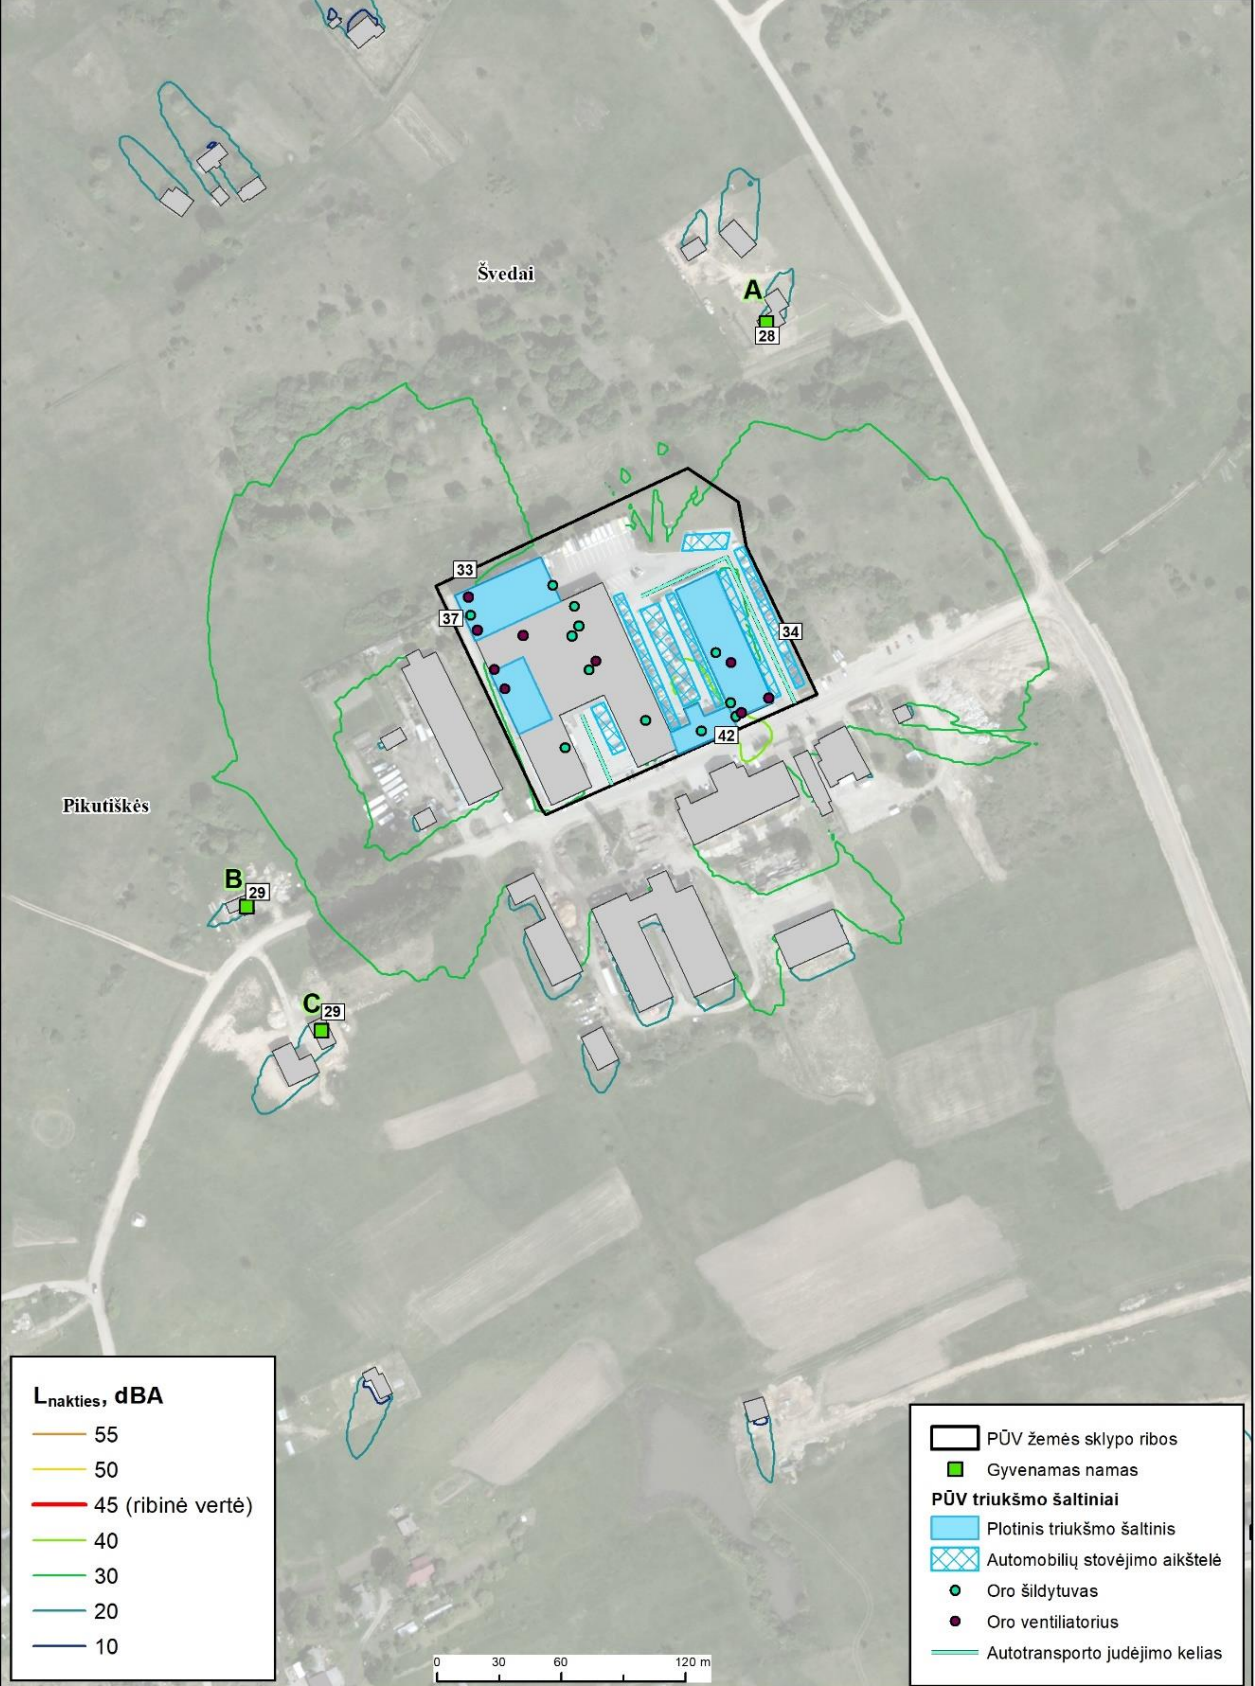 Švedai
A
28
33
37
34
42
Pikutiškės
B
29
C
29
Lnakties, dBA
55
50
45 (ribinė vertė)
40
30
20
10
PŪV žemės sklypo ribos
Gyvenamas namas
PŪV triukšmo šaltiniai
Plotinis triukšmo šaltinis
Automobilių stovėjimo aikštelė
Oro šildytuvas
Oro ventiliatorius
Autotransporto judėjimo kelias
0 30 60 120 m